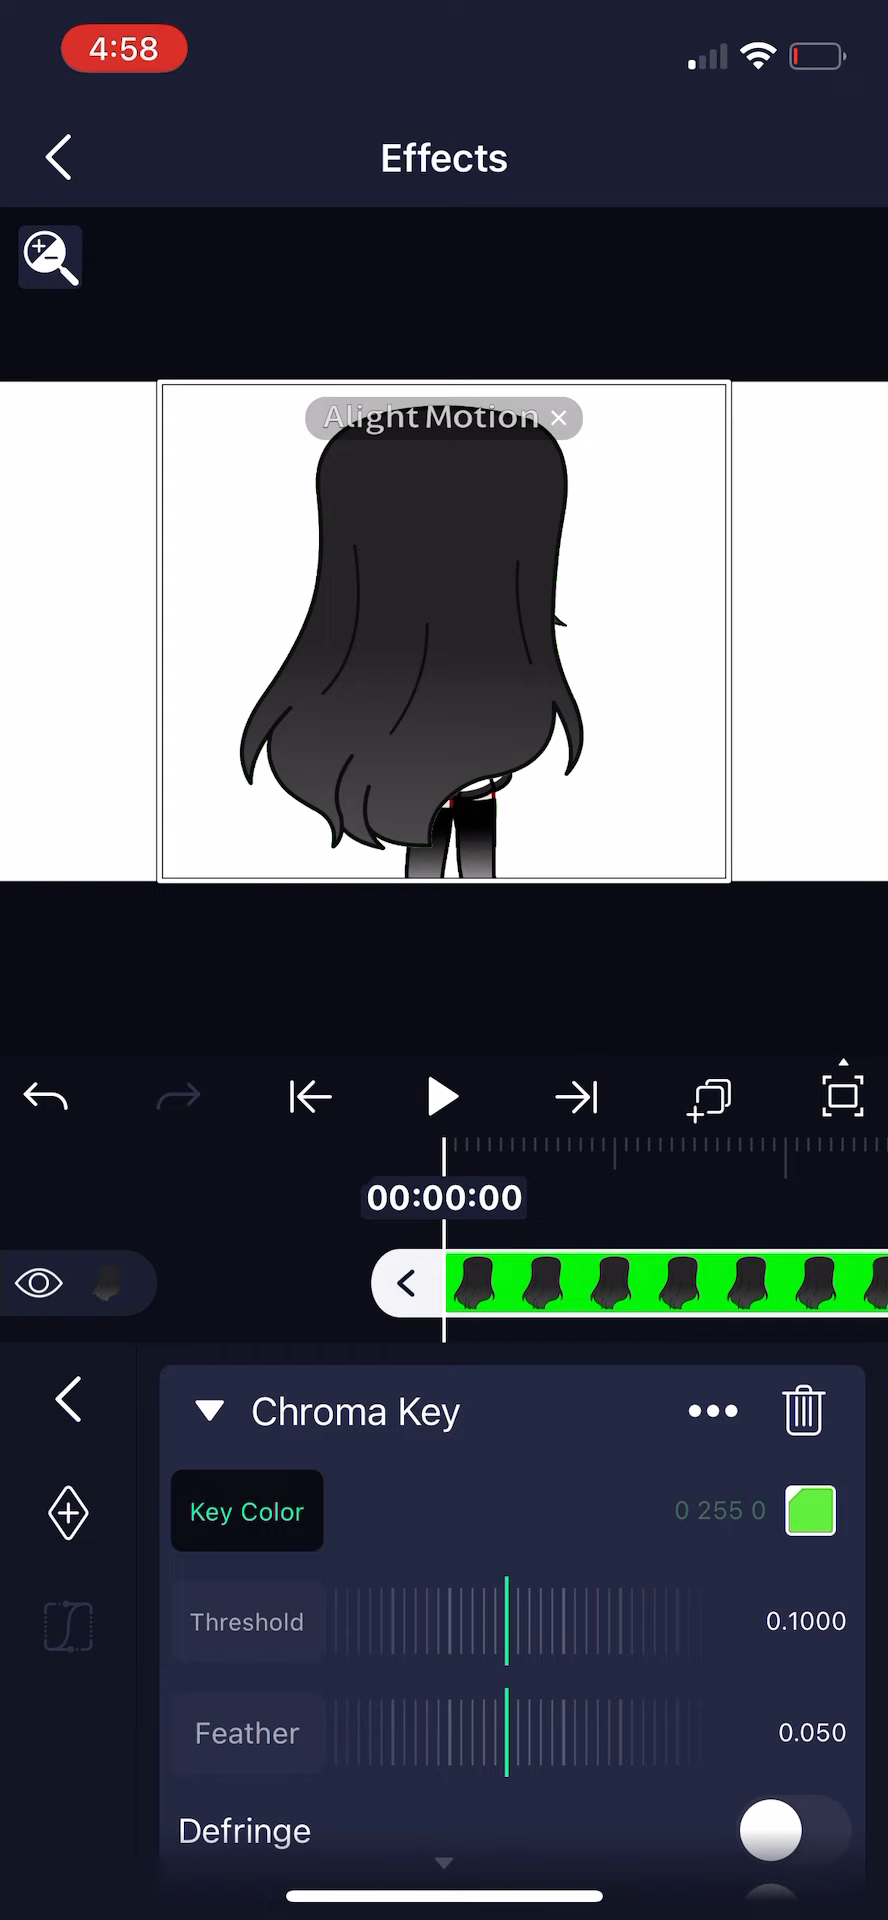 4:58
Effects
Alight Motion ×
00:00:00
Chroma Key
Key Color
0 255 0
Threshold
0.1000
Feather
0.050
Defringe